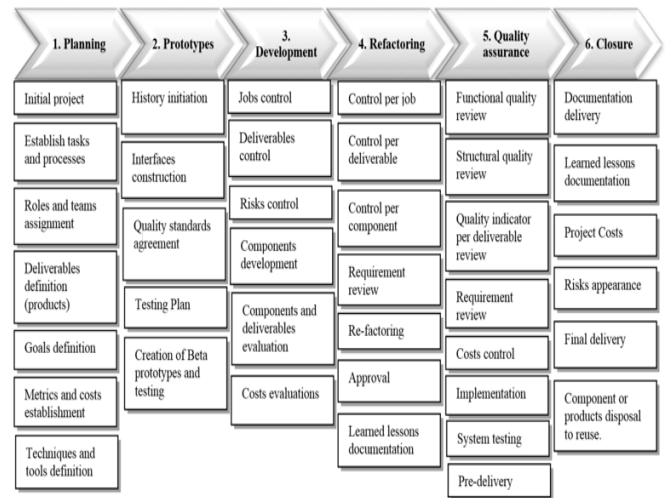 1. Planning
Initial project
Establish tasks
and processes
Roles and teams
assignment
Deliverables
definition
(products)
Goals definition
Metrics and costs
establishment
Techniques and
tools definition
2. Prototypes
History initiation
Interfaces
construction
Quality standards
agreement
Testing Plan
Creation of Beta
prototypes and
testing
3.
Development
Jobs control
Deliverables
control
Risks control
Components
development
Components and
deliverables
evaluation
Costs evaluations
4. Refactoring
Control per job
Control per
deliverable
Control per
component
Requirement
review
Re-factoring
Approval
Learned lessons
documentation
5. Quality
assurance
Functional quality
review
Structural quality
review
Quality indicator
per deliverable
review
Requirement
review
Costs control
Implementation
System testing
Pre-delivery
6. Closure
Documentation
delivery
Learned lessons
documentation
Project Costs
Risks appearance
Final delivery
Component or
products disposal
to reuse.